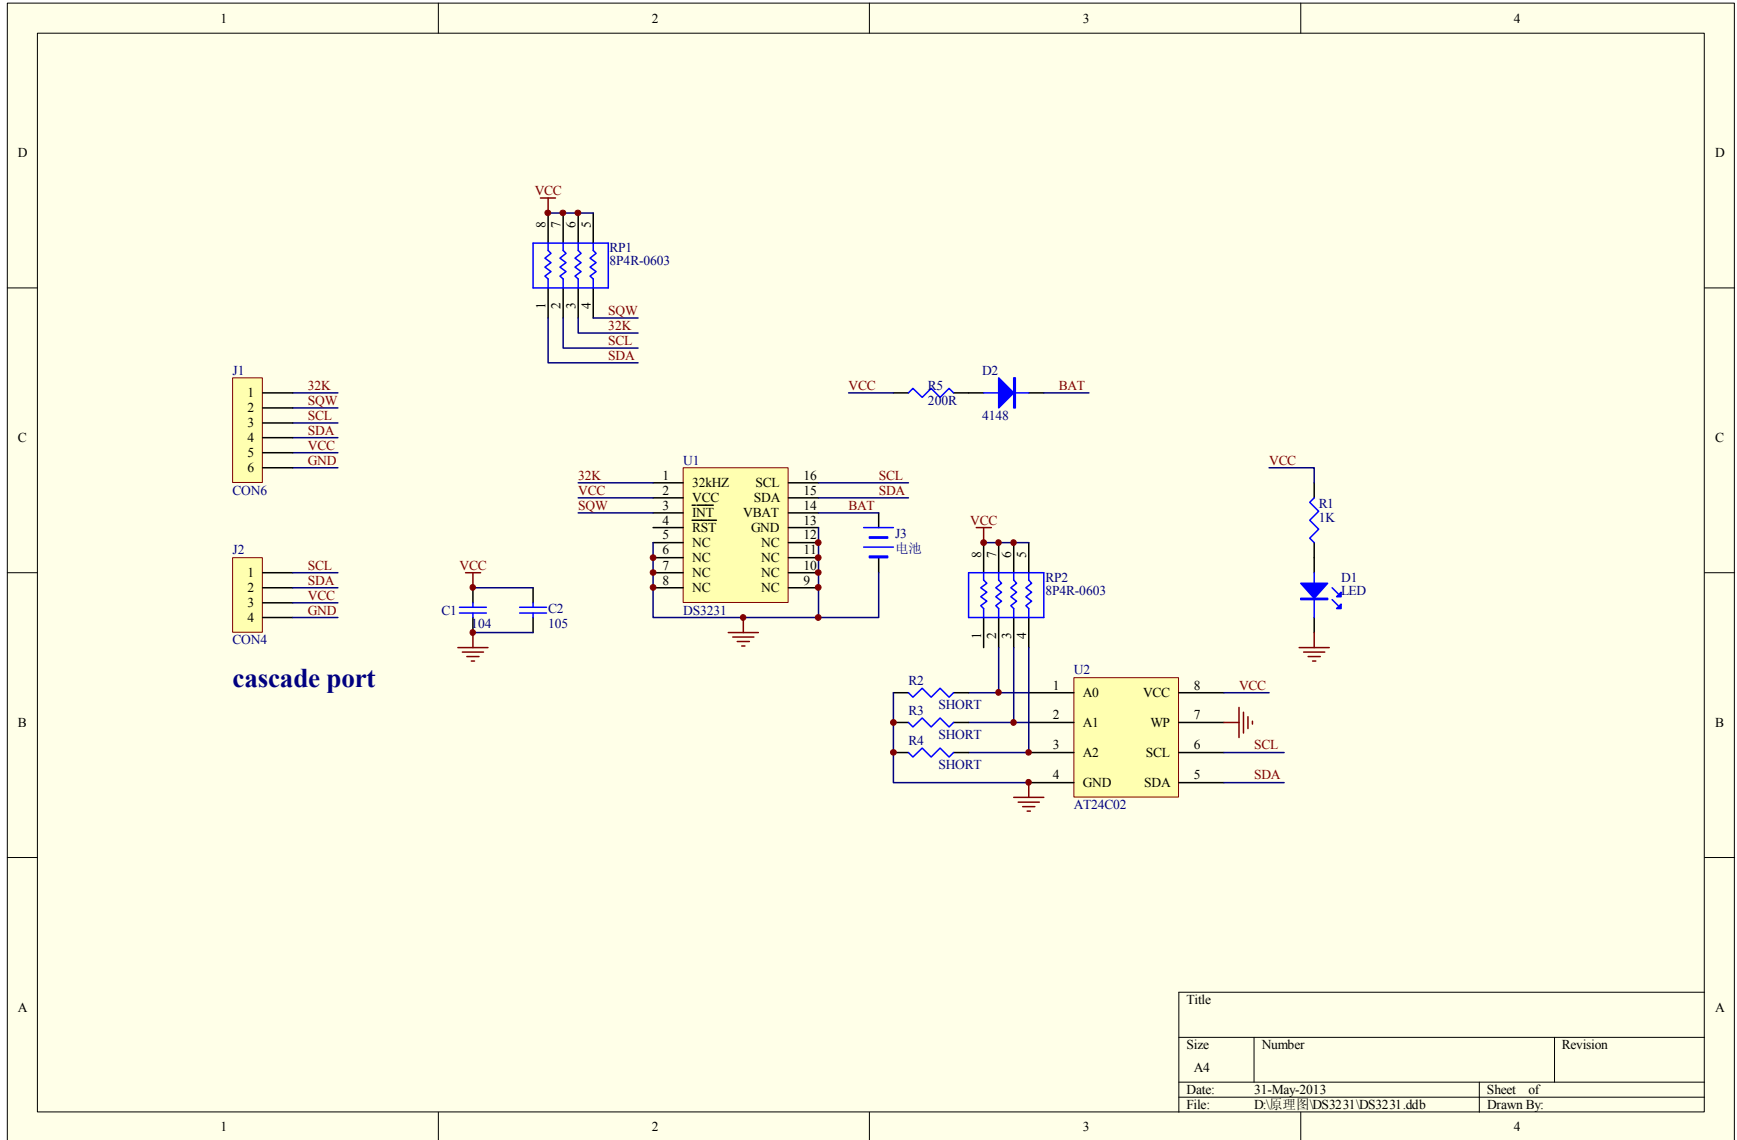 1 2 3 4
D D
C C
B B
A A
VCC
8 7 6 5
RP1
8P4R-0603
1 2 3 4
SQW
32K
SCL
SDA
J1
1 32K
2 SQW
3 SCL
4 SDA
5 VCC
6 GND
CON6
J2
1 SCL
2 SDA
3 VCC
4 GND
CON4
cascade port
VCC
C1
104
C2
105
VCC
R5
200R
D2
4148
BAT
U1
32K 1 32kHZ SCL 16 SCL
VCC 2 VCC SDA 15 SDA
SQW 3 INT VBAT 14 BAT
4 RST GND 13
5 NC NC 12
6 NC NC 11
7 NC NC 10
8 NC NC 9
DS3231
J3
电池
VCC
8 7 6 5
RP2
8P4R-0603
1 2 3 4
VCC
R1
1K
D1
LED
R2
SHORT
R3
SHORT
R4
SHORT
U2
1 A0 VCC 8 VCC
2 A1 WP 7
3 A2 SCL 6 SCL
4 GND SDA 5 SDA
AT24C02
Title
Size Number Revision
A4
Date: 31-May-2013 Sheet of
File: D:\原理图\DS3231\DS3231.ddb Drawn By:
1 2 3 4